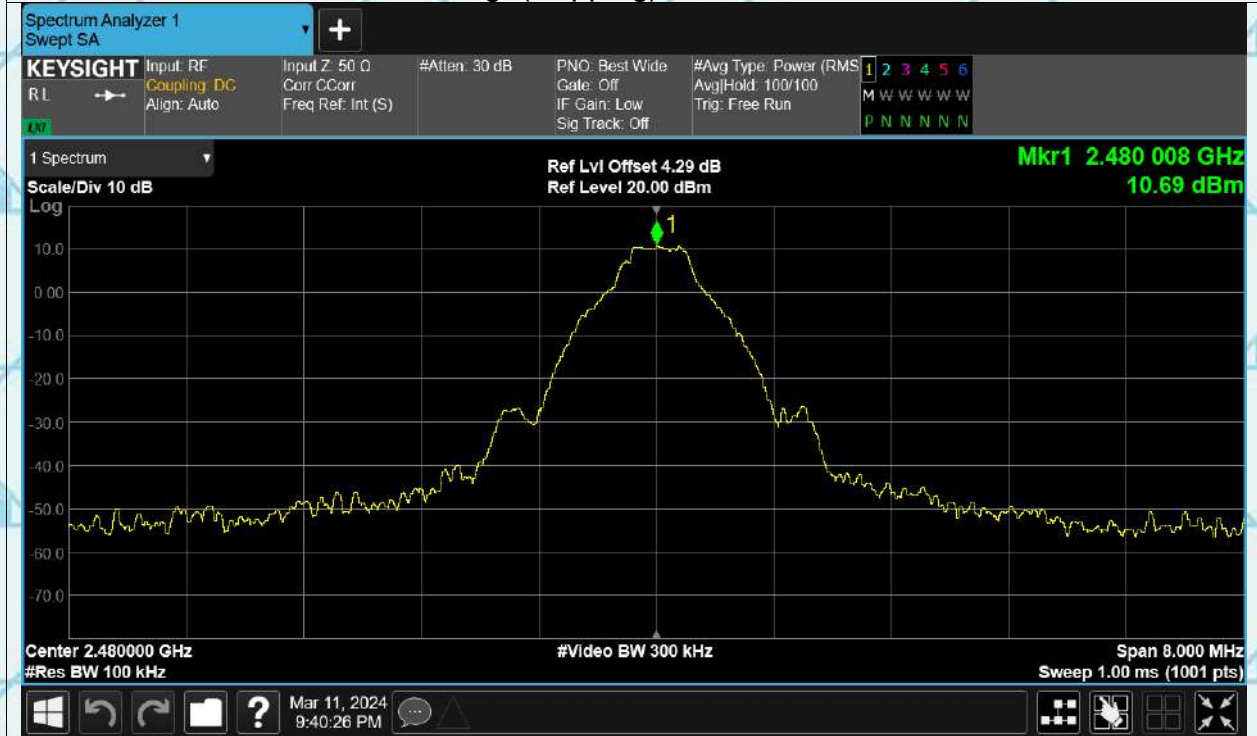 Spectrum Analyzer 1
Swept SA
+
KEYSIGHT
R L
LXI
Input: RF
Coupling: DC
Align: Auto
Input Z: 50 Ω
Corr CCorr
Freq Ref: Int (S)
#Atten: 30 dB
PNO: Best Wide
Gate: Off
IF Gain: Low
Sig Track: Off
#Avg Type: Power (RMS
Avg|Hold: 100/100
Trig: Free Run
1 2 3 4 5 6
M W W W W W
P N N N N N
1 Spectrum
Scale/Div 10 dB
Ref Lvl Offset 4.29 dB
Ref Level 20.00 dBm
Mkr1 2.480 008 GHz
10.69 dBm
Log
1
10.0
0.00
-10.0
-20.0
-30.0
-40.0
-50.0
-60.0
-70.0
Center 2.480000 GHz
#Res BW 100 kHz
#Video BW 300 kHz
Span 8.000 MHz
Sweep 1.00 ms (1001 pts)
?
Mar 11, 2024
9:40:26 PM